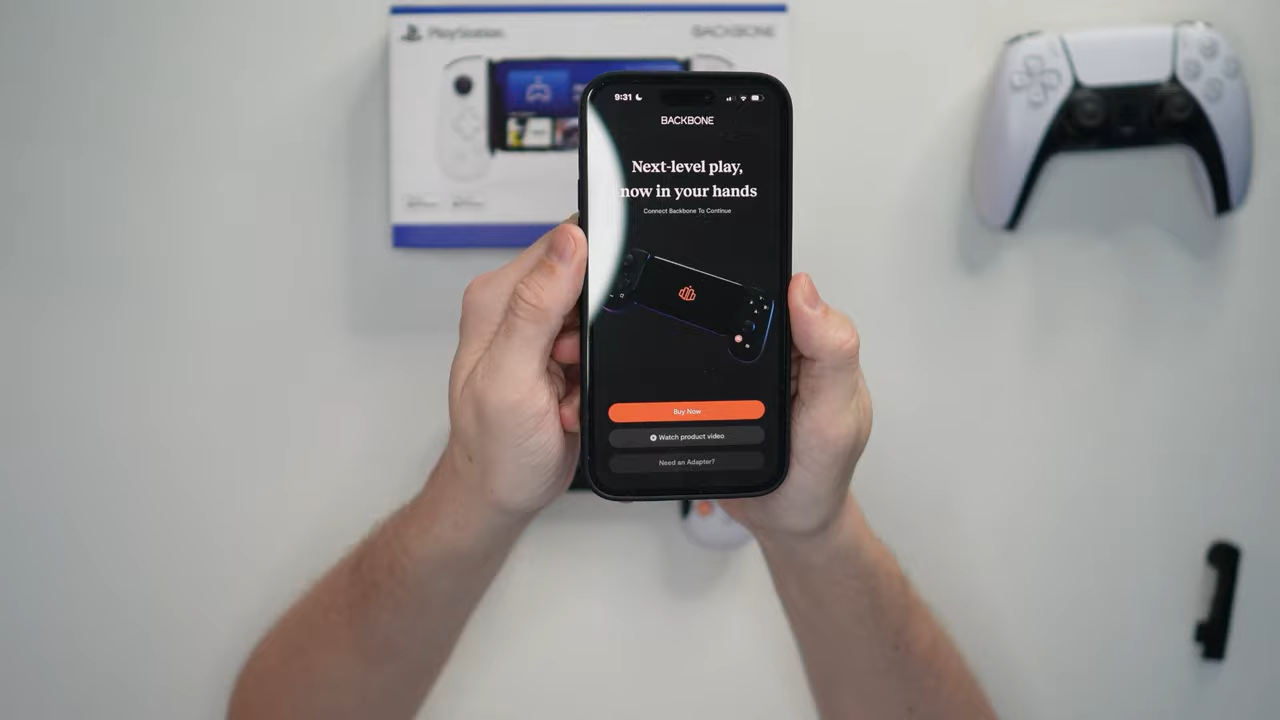 PlayStation
BACKBONE
9:31
BACKBONE
Next-level play,
now in your hands
Connect Backbone To Continue
Buy Now
Watch product video
Need an Adapter?